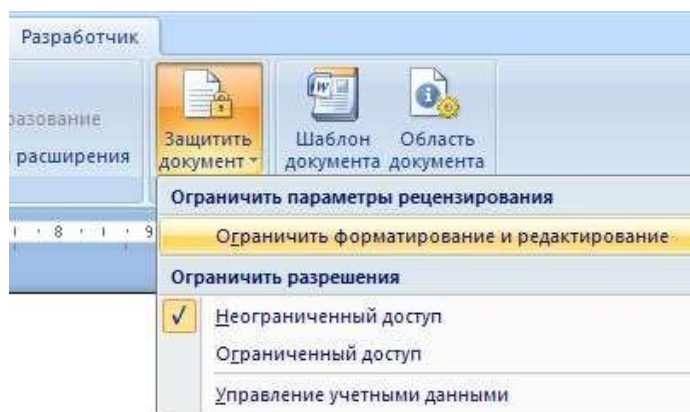 Разработчик
разование
расширения
Защитить документ
Шаблон документа
Область документа
Ограничить параметры рецензирования
8 9
Ограничить форматирование и редактирование
Ограничить разрешения
Неограниченный доступ
Ограниченный доступ
Управление учетными данными